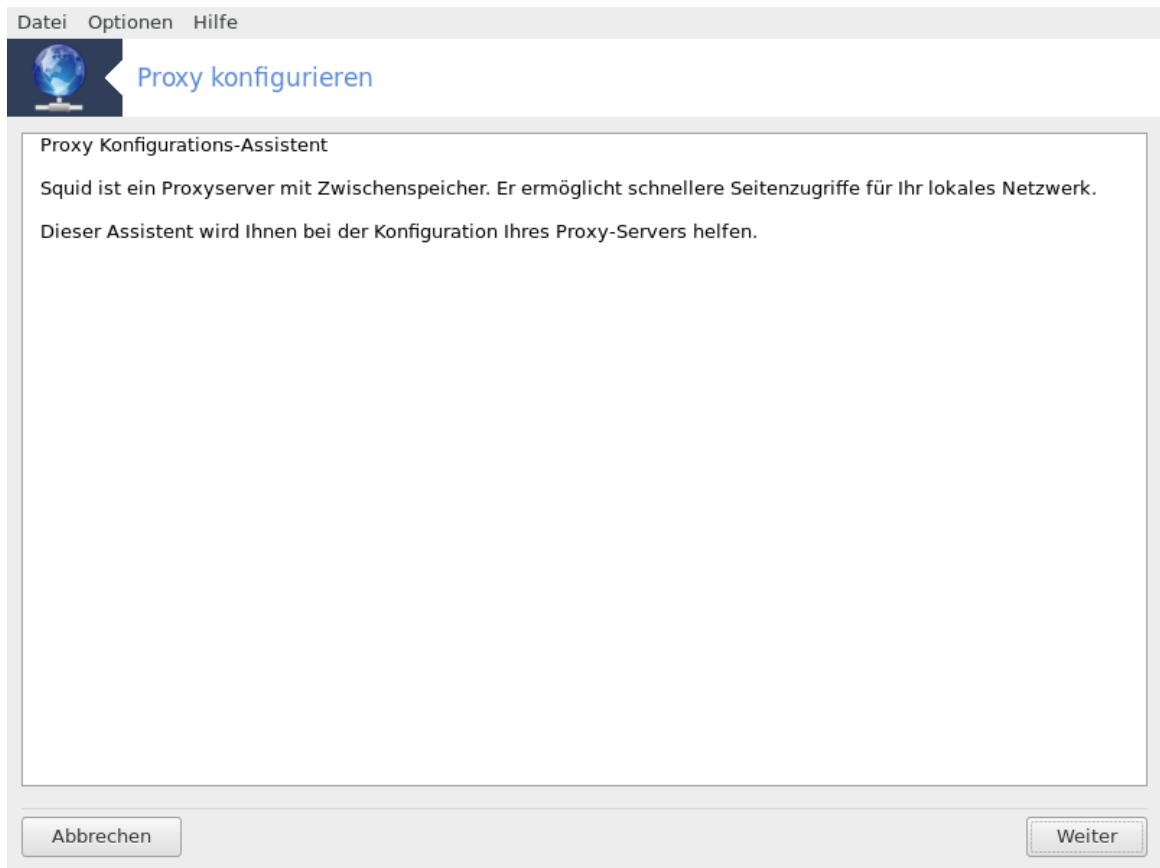 Datei Optionen Hilfe
Proxy konfigurieren
Proxy Konfigurations-Assistent
Squid ist ein Proxyserver mit Zwischenspeicher. Er ermöglicht schnellere Seitenzugriffe für Ihr lokales Netzwerk.
Dieser Assistent wird Ihnen bei der Konfiguration Ihres Proxy-Servers helfen.
Abbrechen Weiter